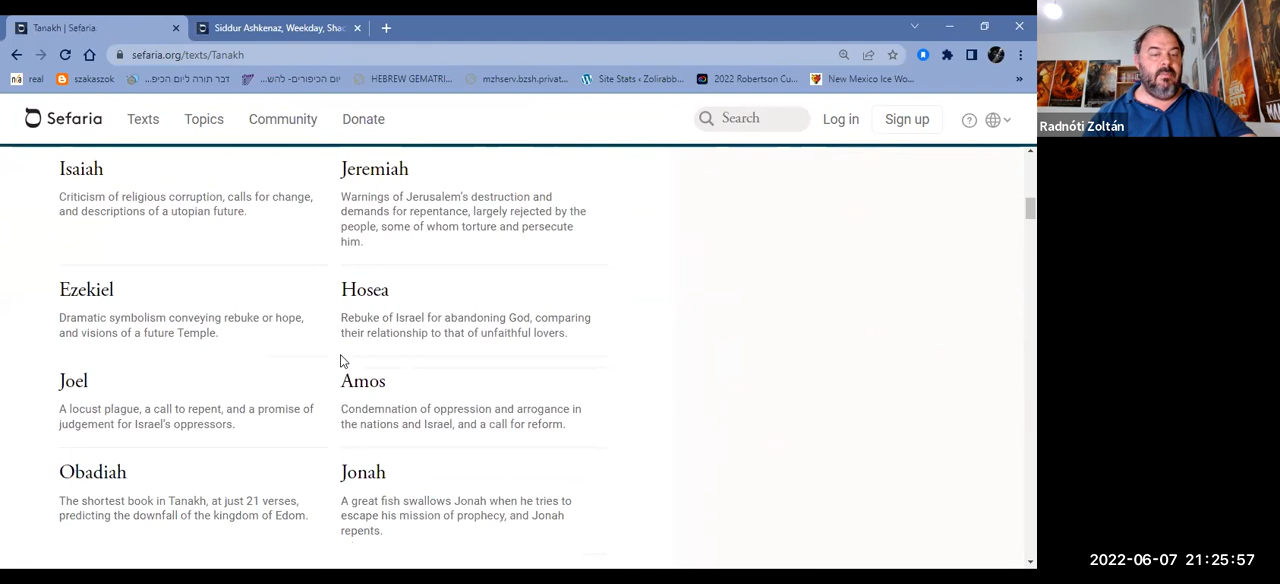 Tanakh | Sefaria
Siddur Ashkenaz, Weekday, Shac
sefaria.org/texts/Tanakh
real
szakaszok
דבר תורה ליום הכיפ...
יום הכיפורים- להש...
HEBREW GEMATRI...
mzhserv.bzsh.privat...
Site Stats ‹ Zolirabb...
2022 Robertson Cu...
New Mexico Ice Wo...
»
Sefaria
Texts
Topics
Community
Donate
Search
Log in
Sign up
Isaiah
Criticism of religious corruption, calls for change,
and descriptions of a utopian future.
Jeremiah
Warnings of Jerusalem's destruction and
demands for repentance, largely rejected by the
people, some of whom torture and persecute
him.
Ezekiel
Dramatic symbolism conveying rebuke or hope,
and visions of a future Temple.
Hosea
Rebuke of Israel for abandoning God, comparing
their relationship to that of unfaithful lovers.
Joel
A locust plague, a call to repent, and a promise of
judgement for Israel's oppressors.
Amos
Condemnation of oppression and arrogance in
the nations and Israel, and a call for reform.
Obadiah
The shortest book in Tanakh, at just 21 verses,
predicting the downfall of the kingdom of Edom.
Jonah
A great fish swallows Jonah when he tries to
escape his mission of prophecy, and Jonah
repents.
Radnóti Zoltán
2022-06-07 21:25:57